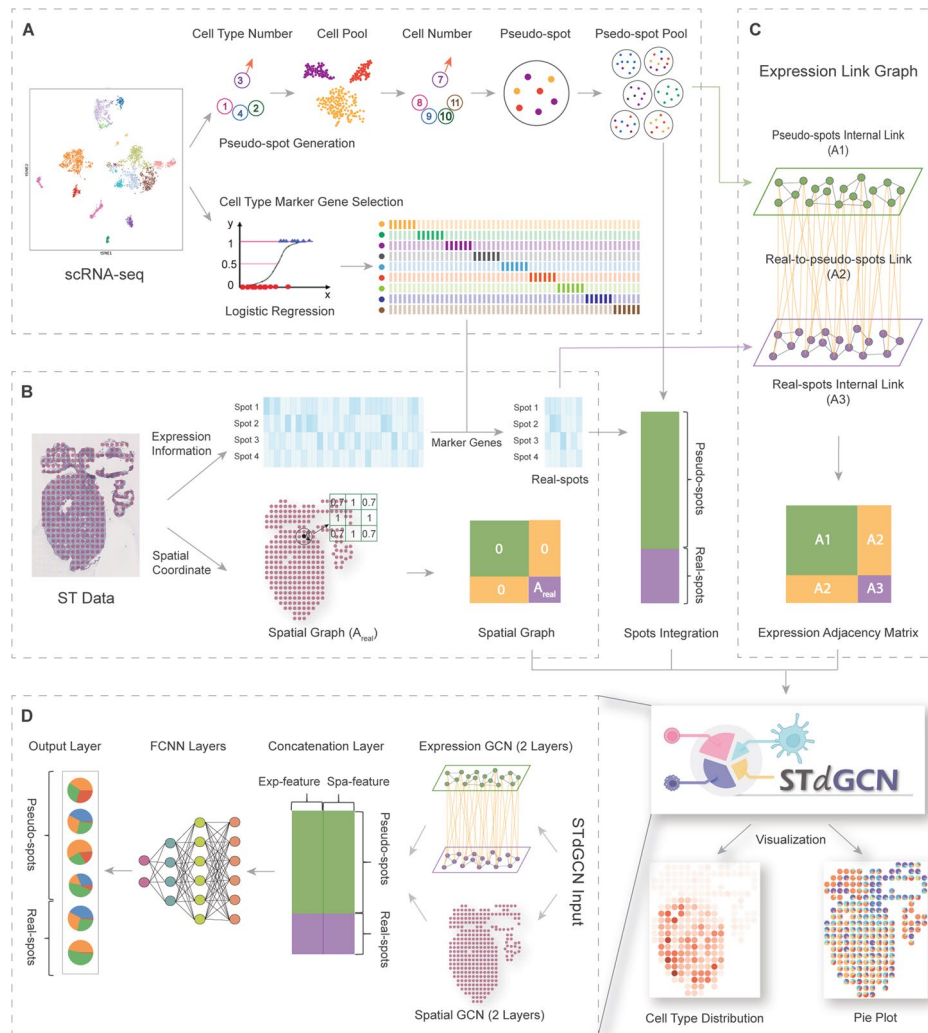 A
Cell Type Number
Cell Pool
Cell Number
Pseudo-spot
Psedo-spot Pool
3
1
4
2
7
8
9
10
11
Pseudo-spot Generation
Cell Type Marker Gene Selection
scRNA-seq
y
1
0.5
0
x
Logistic Regression
B
Expression
Information
Spot 1
Spot 2
Spot 3
Spot 4
Marker Genes
Spot 1
Spot 2
Spot 3
Spot 4
Real-spots
Spatial
Coordinate
ST Data
0.7 1 0.7
1 1
0.7 1 0.7
Spatial Graph (Areal)
0 0
0 Areal
Spatial Graph
Pseudo-spots
Real-spots
Spots Integration
C
Expression Link Graph
Pseudo-spots Internal Link
(A1)
Real-to-pseudo-spots Link
(A2)
Real-spots Internal Link
(A3)
A1 A2
A2 A3
Expression Adjacency Matrix
D
Output Layer
FCNN Layers
Concatenation Layer
Expression GCN (2 Layers)
Exp-feature Spa-feature
Pseudo-spots
Real-spots
Pseudo-spots
Real-spots
STdGCN Input
Spatial GCN (2 Layers)
STdGCN
Visualization
Cell Type Distribution
Pie Plot